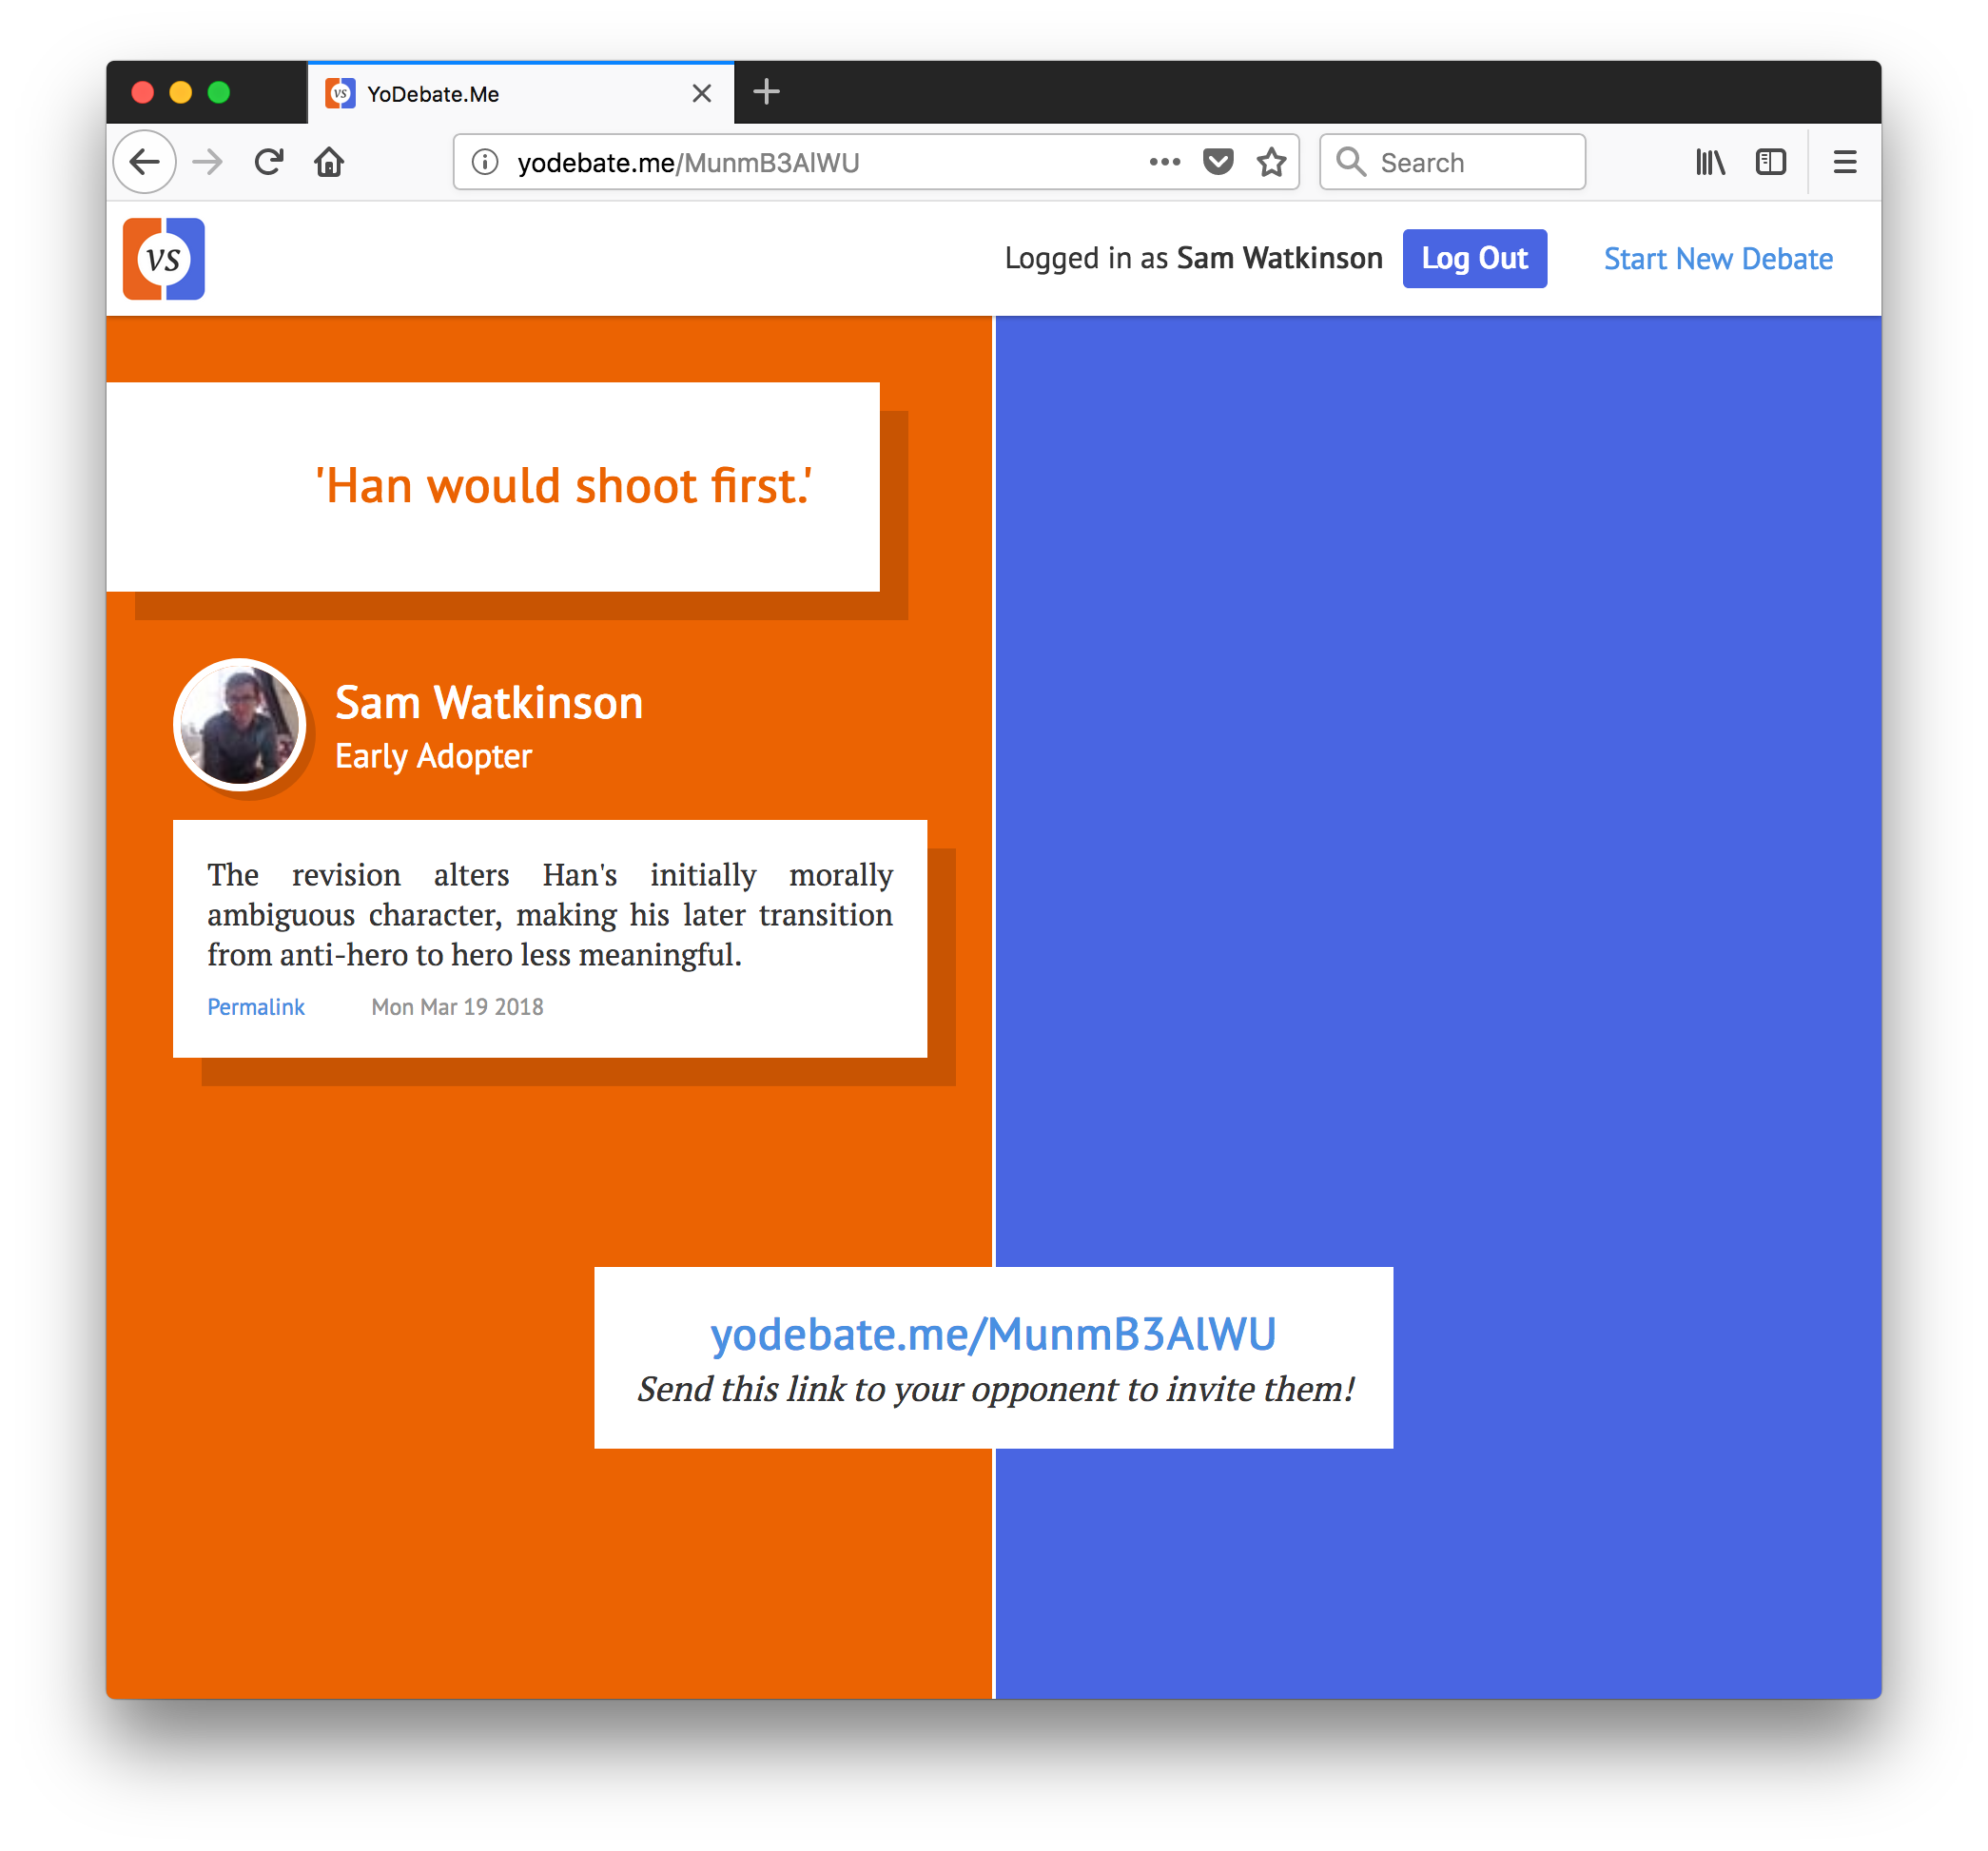 vs YoDebate.Me
yodebate.me/MunmB3AlWU Search
vs Logged in as Sam Watkinson Log Out Start New Debate
'Han would shoot first.'
Sam Watkinson
Early Adopter
The revision alters Han's initially morally
ambiguous character, making his later transition
from anti-hero to hero less meaningful.
Permalink Mon Mar 19 2018
yodebate.me/MunmB3AlWU
Send this link to your opponent to invite them!